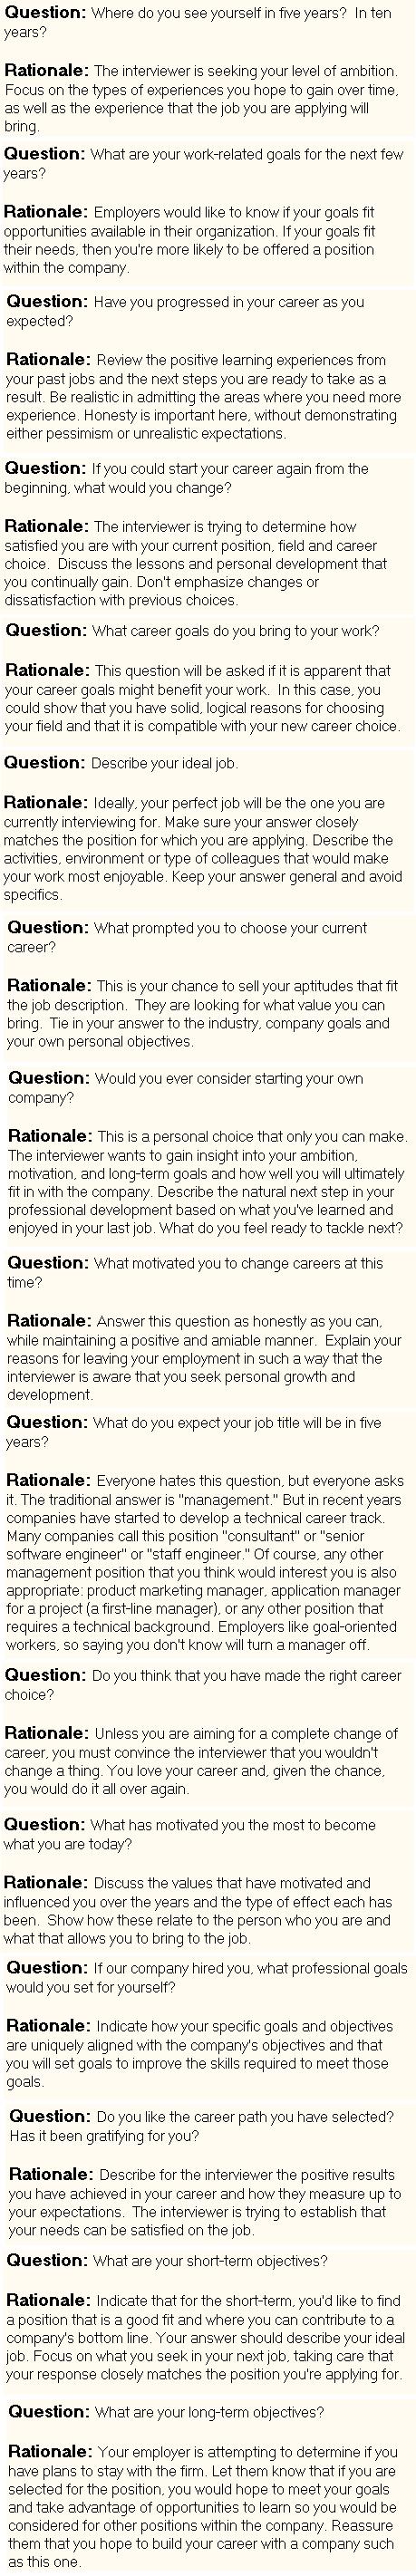 Question: Where do you see yourself in five years?  In ten
years?
Rationale: The interviewer is seeking your level of ambition.
Focus on the types of experiences you hope to gain over time,
as well as the experience that the job you are applying will
bring.
Question: What are your work-related goals for the next few
years?
Rationale: Employers would like to know if your goals fit
opportunities available in their organization. If your goals fit
their needs, then you're more likely to be offered a position
within the company.
Question: Have you progressed in your career as you
expected?
Rationale: Review the positive learning experiences from
your past jobs and the next steps you are ready to take as a
result. Be realistic in admitting the areas where you need more
experience. Honesty is important here, without demonstrating
either pessimism or unrealistic expectations.
Question: If you could start your career again from the
beginning, what would you change?
Rationale: The interviewer is trying to determine how
satisfied you are with your current position, field and career
choice.  Discuss the lessons and personal development that
you continually gain. Don't emphasize changes or
dissatisfaction with previous choices.
Question: What career goals do you bring to your work?
Rationale: This question will be asked if it is apparent that
your career goals might benefit your work.  In this case, you
could show that you have solid, logical reasons for choosing
your field and that it is compatible with your new career choice.
Question: Describe your ideal job.
Rationale: Ideally, your perfect job will be the one you are
currently interviewing for. Make sure your answer closely
matches the position for which you are applying. Describe the
activities, environment or type of colleagues that would make
your work most enjoyable. Keep your answer general and avoid
specifics.
Question: What prompted you to choose your current
career?
Rationale: This is your chance to sell your aptitudes that fit
the job description.  They are looking for what value you can
bring.  Tie in your answer to the industry, company goals and
your own personal objectives.
Question: Would you ever consider starting your own
company?
Rationale: This is a personal choice that only you can make.
The interviewer wants to gain insight into your ambition,
motivation, and long-term goals and how well you will ultimately
fit in with the company. Describe the natural next step in your
professional development based on what you've learned and
enjoyed in your last job. What do you feel ready to tackle next?
Question: What motivated you to change careers at this
time?
Rationale: Answer this question as honestly as you can,
while maintaining a positive and amiable manner.  Explain your
reasons for leaving your employment in such a way that the
interviewer is aware that you seek personal growth and
development.
Question: What do you expect your job title will be in five
years?
Rationale: Everyone hates this question, but everyone asks
it. The traditional answer is "management." But in recent years
companies have started to develop a technical career track.
Many companies call this position "consultant" or "senior
software engineer" or "staff engineer." Of course, any other
management position that you think would interest you is also
appropriate: product marketing manager, application manager
for a project (a first-line manager), or any other position that
requires a technical background. Employers like goal-oriented
workers, so saying you don't know will turn a manager off.
Question: Do you think that you have made the right career
choice?
Rationale: Unless you are aiming for a complete change of
career, you must convince the interviewer that you wouldn't
change a thing. You love your career and, given the chance,
you would do it all over again.
Question: What has motivated you the most to become
what you are today?
Rationale: Discuss the values that have motivated and
influenced you over the years and the type of effect each has
been.  Show how these relate to the person who you are and
what that allows you to bring to the job.
Question: If our company hired you, what professional goals
would you set for yourself?
Rationale: Indicate how your specific goals and objectives
are uniquely aligned with the company's objectives and that
you will set goals to improve the skills required to meet those
goals.
Question: Do you like the career path you have selected?
Has it been gratifying for you?
Rationale: Describe for the interviewer the positive results
you have achieved in your career and how they measure up to
your expectations.  The interviewer is trying to establish that
your needs can be satisfied on the job.
Question: What are your short-term objectives?
Rationale: Indicate that for the short-term, you'd like to find
a position that is a good fit and where you can contribute to a
company's bottom line. Your answer should describe your ideal
job. Focus on what you seek in your next job, taking care that
your response closely matches the position you're applying for.
Question: What are your long-term objectives?
Rationale: Your employer is attempting to determine if you
have plans to stay with the firm. Let them know that if you are
selected for the position, you would hope to meet your goals
and take advantage of opportunities to learn so you would be
considered for other positions within the company. Reassure
them that you hope to build your career with a company such
as this one.